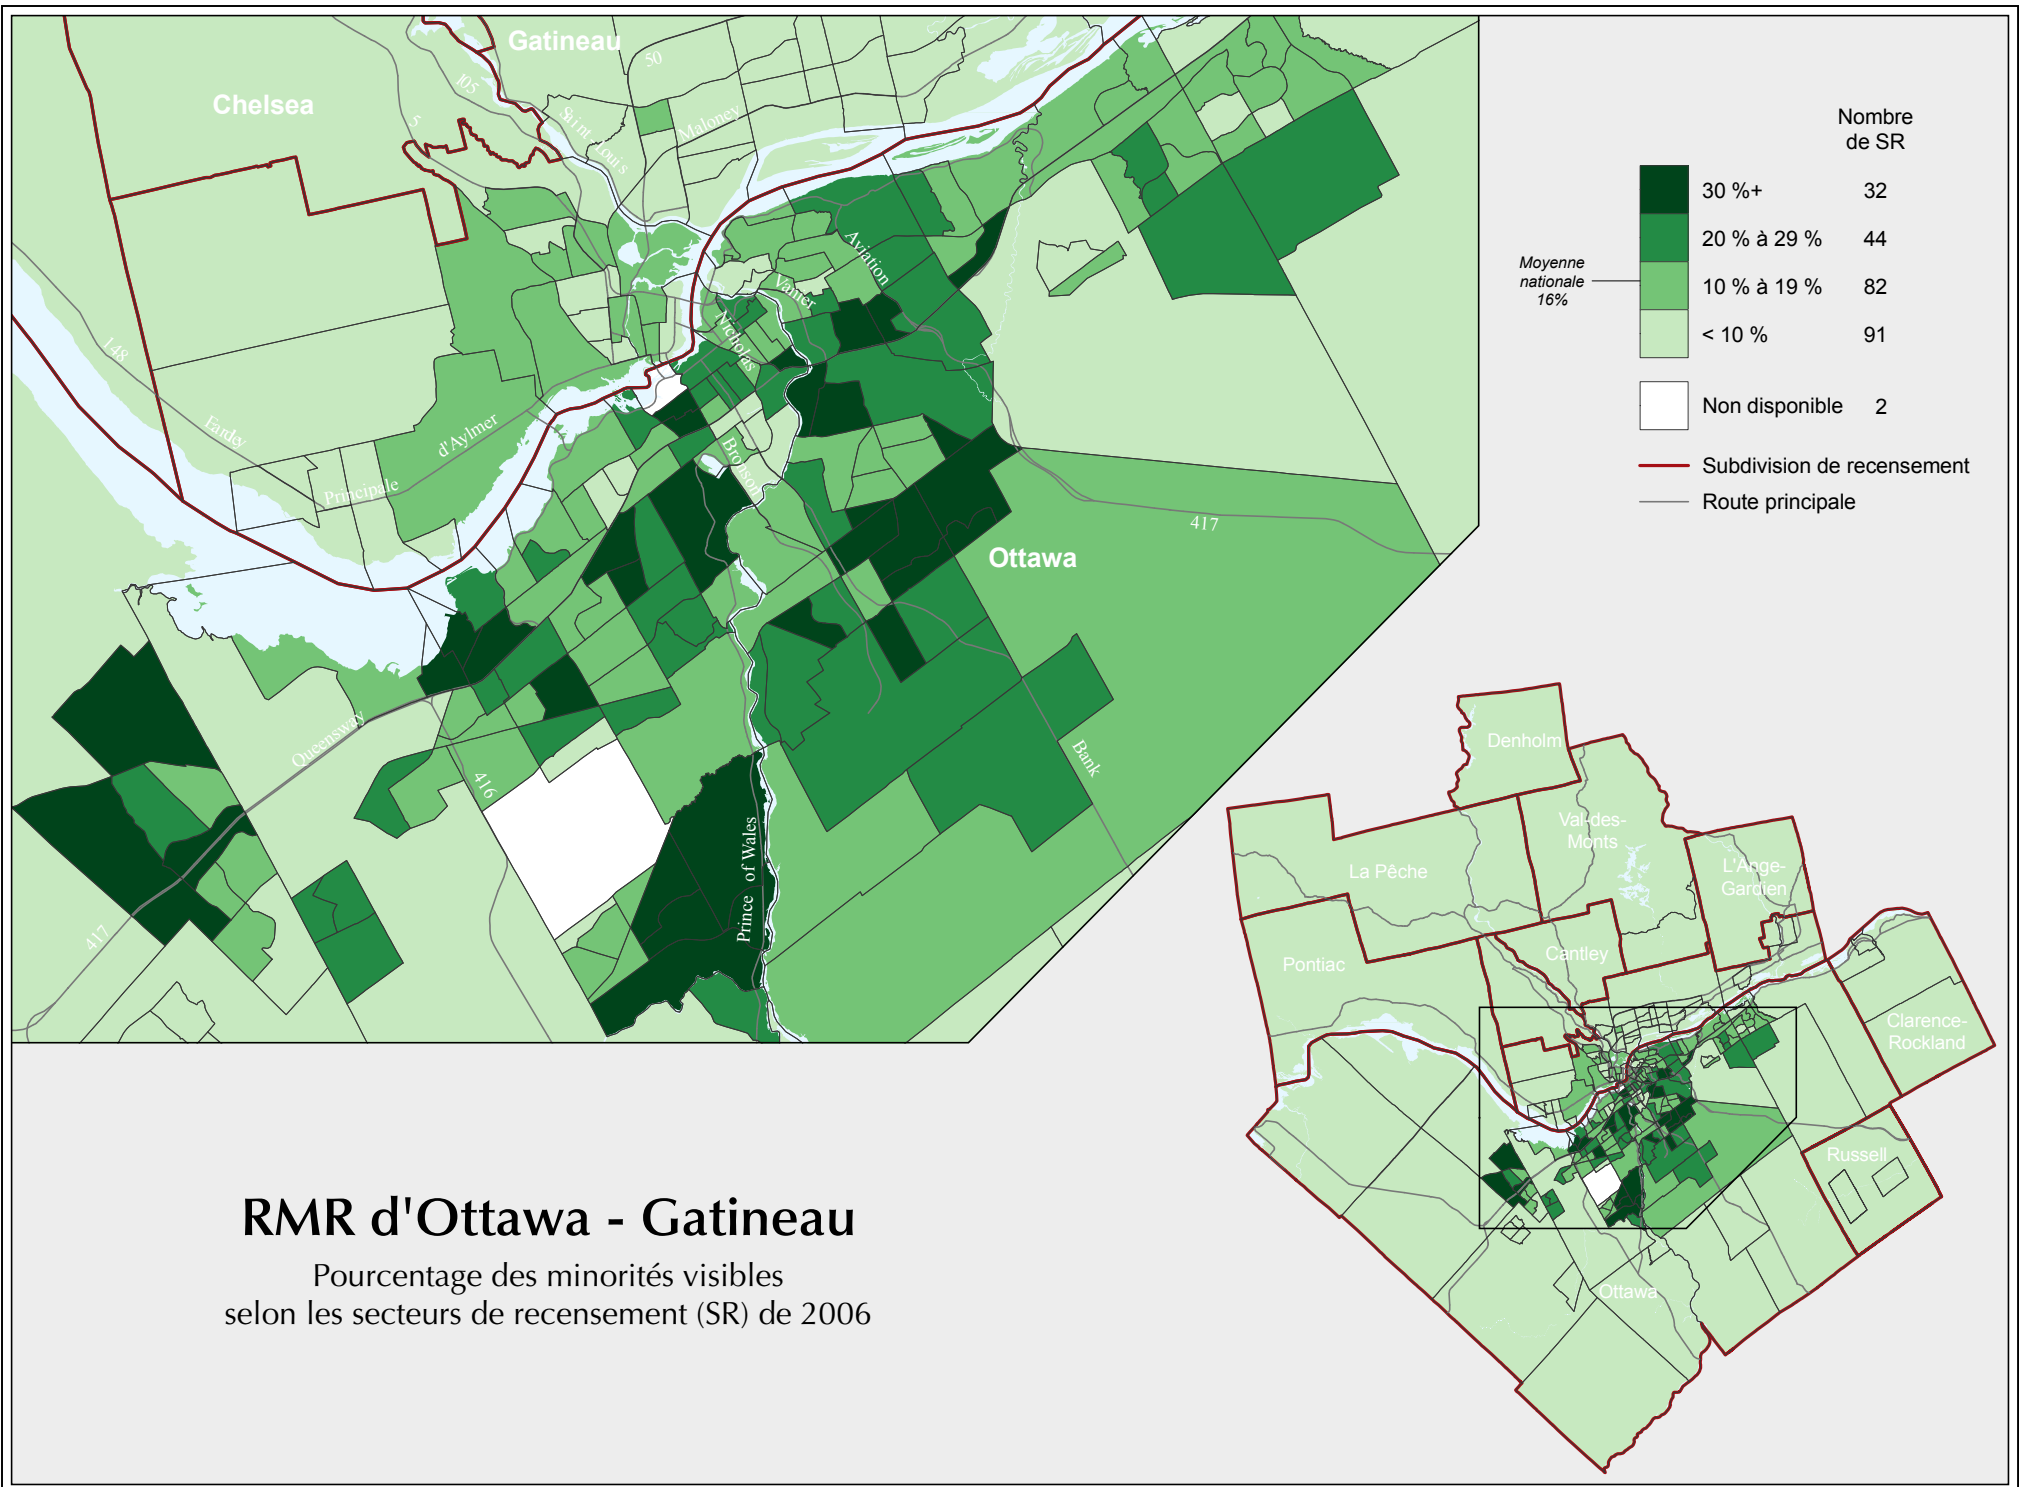 Gatineau
Chelsea
50
105
5
Saint Louis
Maloney
Aviation
Vanier
Nicholas
148
Eardey
d'Aylmer
Principale
Bronson
417
Ottawa
Queensway
416
Bank
Prince of Wales
417
Nombre
de SR
30 %+ 32
20 % à 29 % 44
Moyenne
nationale
16%
10 % à 19 % 82
< 10 % 91
Non disponible 2
Subdivision de recensement
Route principale
Denholm
Val-des-
Monts
La Pêche
L'Ange-
Gardien
Cantley
Pontiac
Clarence-
Rockland
Russell
Ottawa
RMR d'Ottawa - Gatineau
Pourcentage des minorités visibles
selon les secteurs de recensement (SR) de 2006